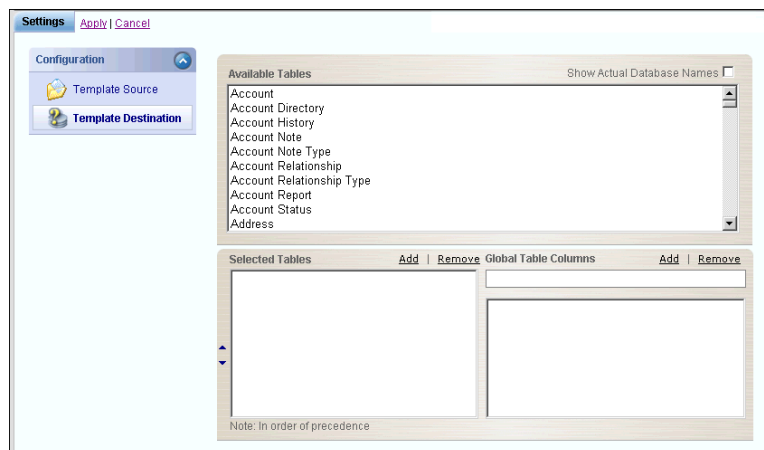 Settings Apply | Cancel
Configuration
Template Source
Template Destination
Available Tables Show Actual Database Names
Account
Account Directory
Account History
Account Note
Account Note Type
Account Relationship
Account Relationship Type
Account Report
Account Status
Address
Selected Tables Add | Remove Global Table Columns Add | Remove
Note: In order of precedence